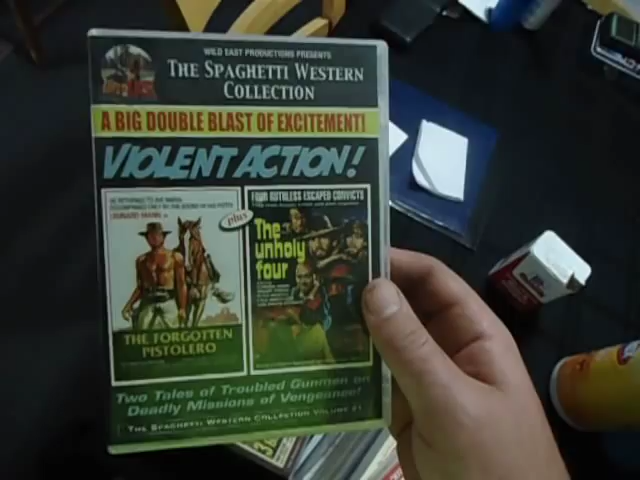 WILD EAST PRODUCTIONS PRESENTS
THE SPAGHETTI WESTERN
COLLECTION
A BIG DOUBLE BLAST OF EXCITEMENT!
VIOLENT ACTION!
plus
FOUR RUTHLESS ESCAPED CONVICTS
The
unholy
four
THE FORGOTTEN
PISTOLERO
Two Tales of Troubled Gunmen on
Deadly Missions of Vengeance!
THE SPAGHETTI WESTERN COLLECTION VOLUME